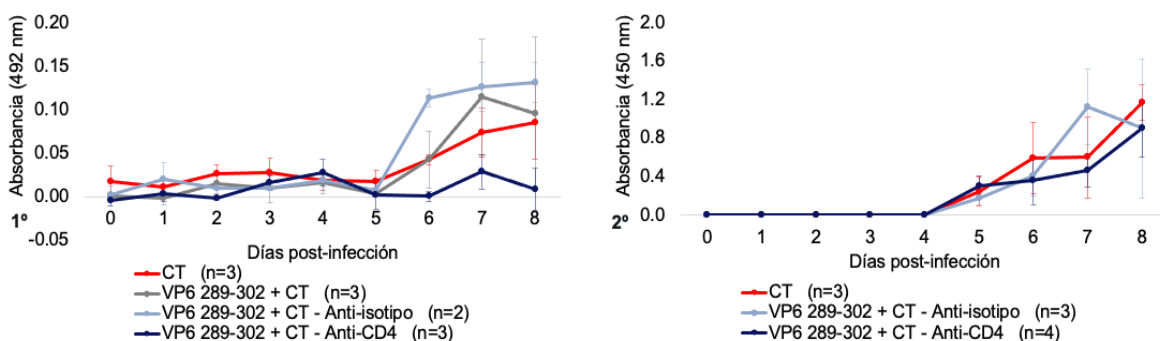 Absorbancia (492 nm)
0.20
0.15
0.10
0.05
0.00
-0.05
1º
0 1 2 3 4 5 6 7 8
Días post-infección
CT (n=3)
VP6 289-302 + CT (n=3)
VP6 289-302 + CT - Anti-isotipo (n=2)
VP6 289-302 + CT - Anti-CD4 (n=3)
Absorbancia (450 nm)
2.0
1.6
1.2
0.8
0.4
0.0
2º
0 1 2 3 4 5 6 7 8
Días post-infección
CT (n=3)
VP6 289-302 + CT - Anti-isotipo (n=3)
VP6 289-302 + CT - Anti-CD4 (n=4)